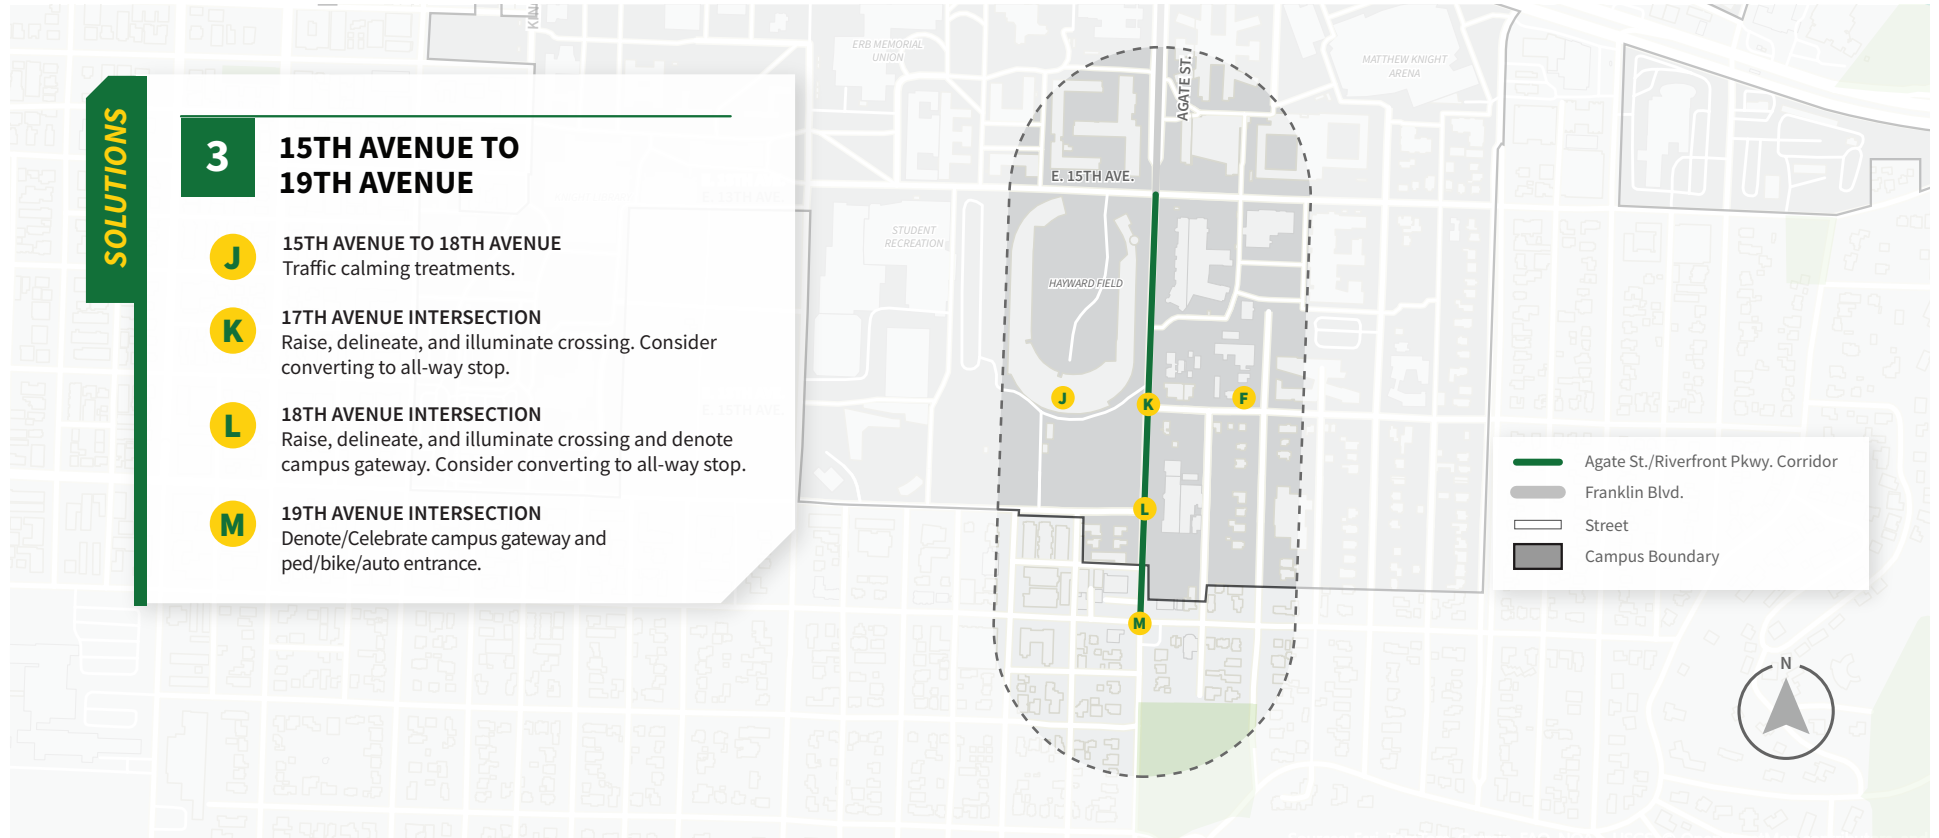 SOLUTIONS
3
15TH AVENUE TO
19TH AVENUE
J
15TH AVENUE TO 18TH AVENUE
Traffic calming treatments.
K
17TH AVENUE INTERSECTION
Raise, delineate, and illuminate crossing. Consider
converting to all-way stop.
L
18TH AVENUE INTERSECTION
Raise, delineate, and illuminate crossing and denote
campus gateway. Consider converting to all-way stop.
M
19TH AVENUE INTERSECTION
Denote/Celebrate campus gateway and
ped/bike/auto entrance.
ERB MEMORIAL
UNION
MATTHEW KNIGHT
ARENA
AGATE ST.
E. 15TH AVE.
STUDENT
RECREATION
HAYWARD FIELD
J
K
F
L
M
Agate St./Riverfront Pkwy. Corridor
Franklin Blvd.
Street
Campus Boundary
N